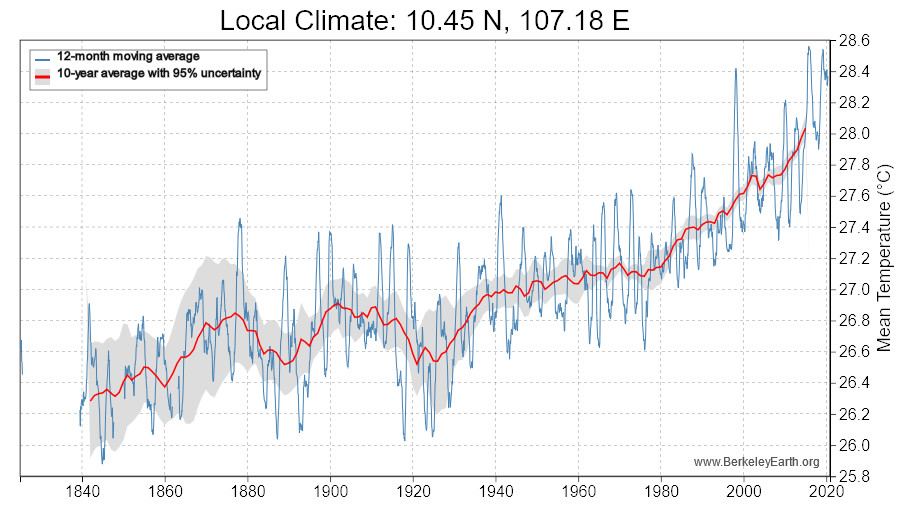 Local Climate: 10.45 N, 107.18 E
12-month moving average
10-year average with 95% uncertainty
28.6
28.4
28.2
28.0
27.8
27.6
27.4
27.2
27.0
26.8
26.6
26.4
26.2
26.0
25.8
Mean Temperature (°C)
www.BerkeleyEarth.org
1840 1860 1880 1900 1920 1940 1960 1980 2000 2020